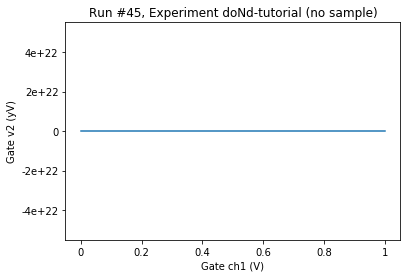 Run #45, Experiment doNd-tutorial (no sample)
4e+22
2e+22
0
-2e+22
-4e+22
Gate v2 (yV)
0 0.2 0.4 0.6 0.8 1
Gate ch1 (V)